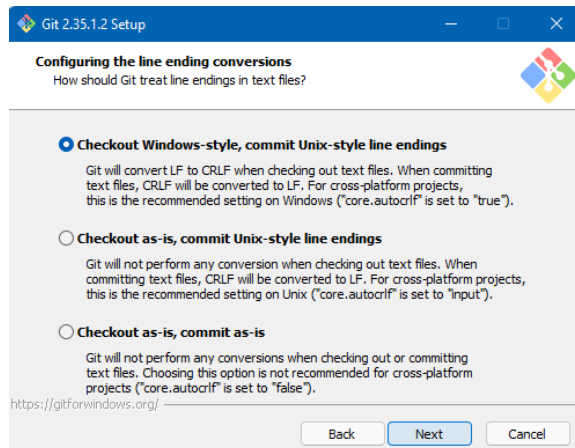 Git 2.35.1.2 Setup
Configuring the line ending conversions
How should Git treat line endings in text files?
Checkout Windows-style, commit Unix-style line endings
Git will convert LF to CRLF when checking out text files. When committing
text files, CRLF will be converted to LF. For cross-platform projects,
this is the recommended setting on Windows ("core.autocrlf" is set to "true").
Checkout as-is, commit Unix-style line endings
Git will not perform any conversion when checking out text files. When
committing text files, CRLF will be converted to LF. For cross-platform projects,
this is the recommended setting on Unix ("core.autocrlf" is set to "input").
Checkout as-is, commit as-is
Git will not perform any conversions when checking out or committing
text files. Choosing this option is not recommended for cross-platform
projects ("core.autocrlf" is set to "false").
https://gitforwindows.org/
Back Next Cancel